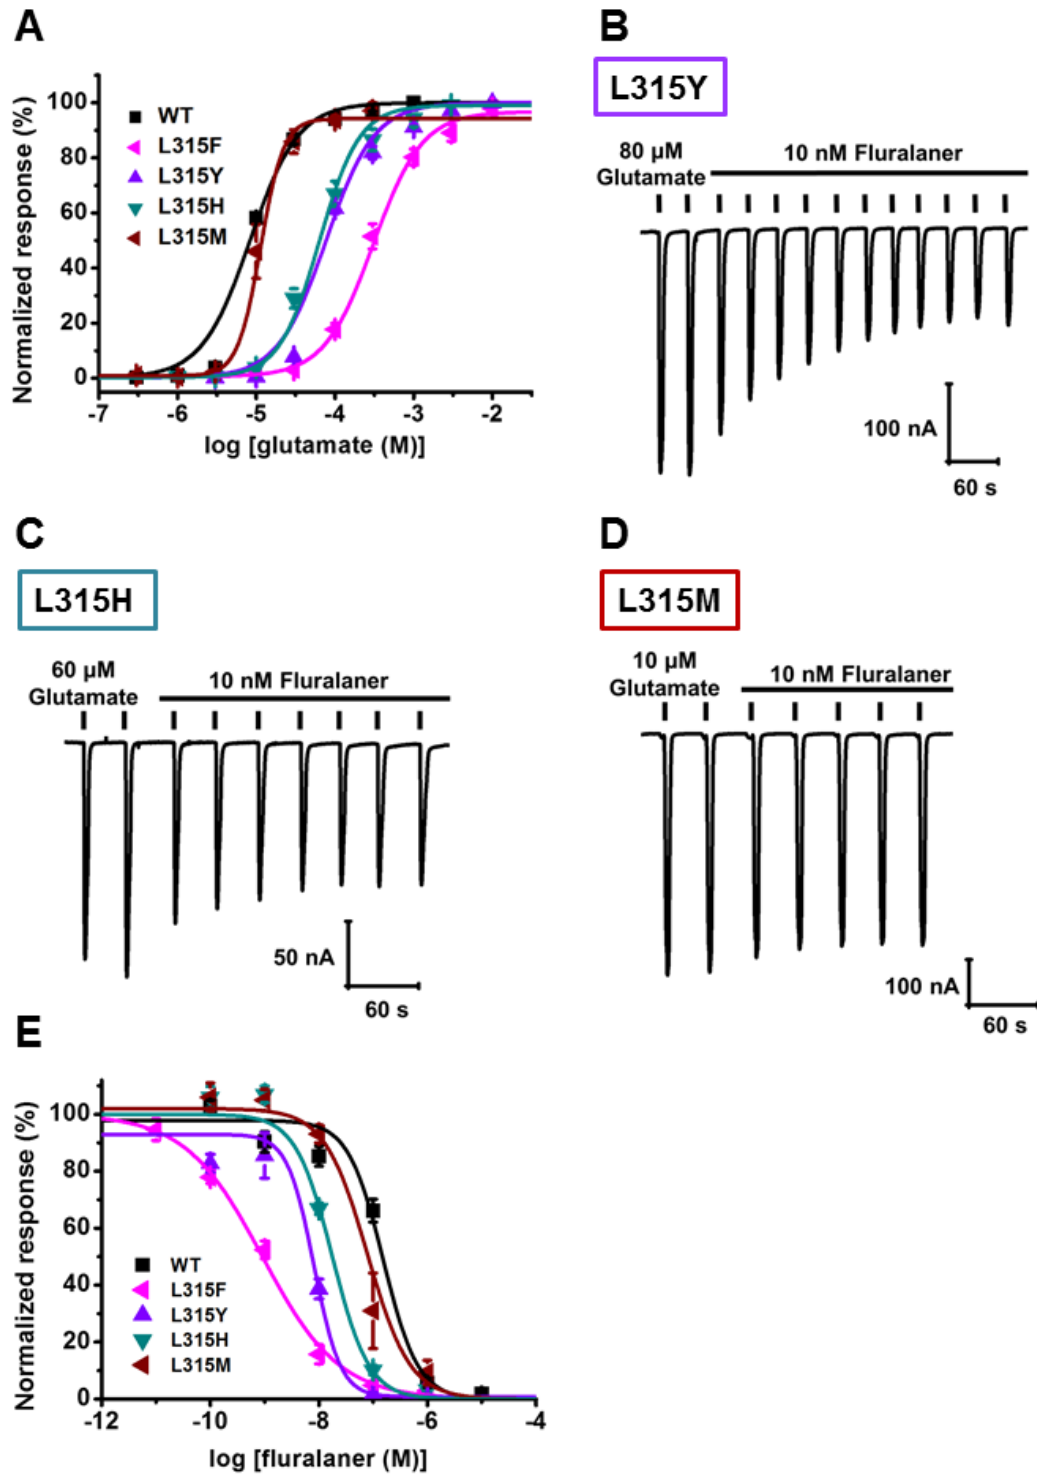 A
Normalized response (%)
100
80
60
40
20
0
WT
L315F
L315Y
L315H
L315M
-7 -6 -5 -4 -3 -2
log [glutamate (M)]
B
L315Y
80 µM
Glutamate
10 nM Fluralaner
100 nA
60 s
C
L315H
60 µM
Glutamate
10 nM Fluralaner
50 nA
60 s
D
L315M
10 µM
Glutamate
10 nM Fluralaner
100 nA
60 s
E
Normalized response (%)
100
80
60
40
20
0
WT
L315F
L315Y
L315H
L315M
-12 -10 -8 -6 -4
log [fluralaner (M)]